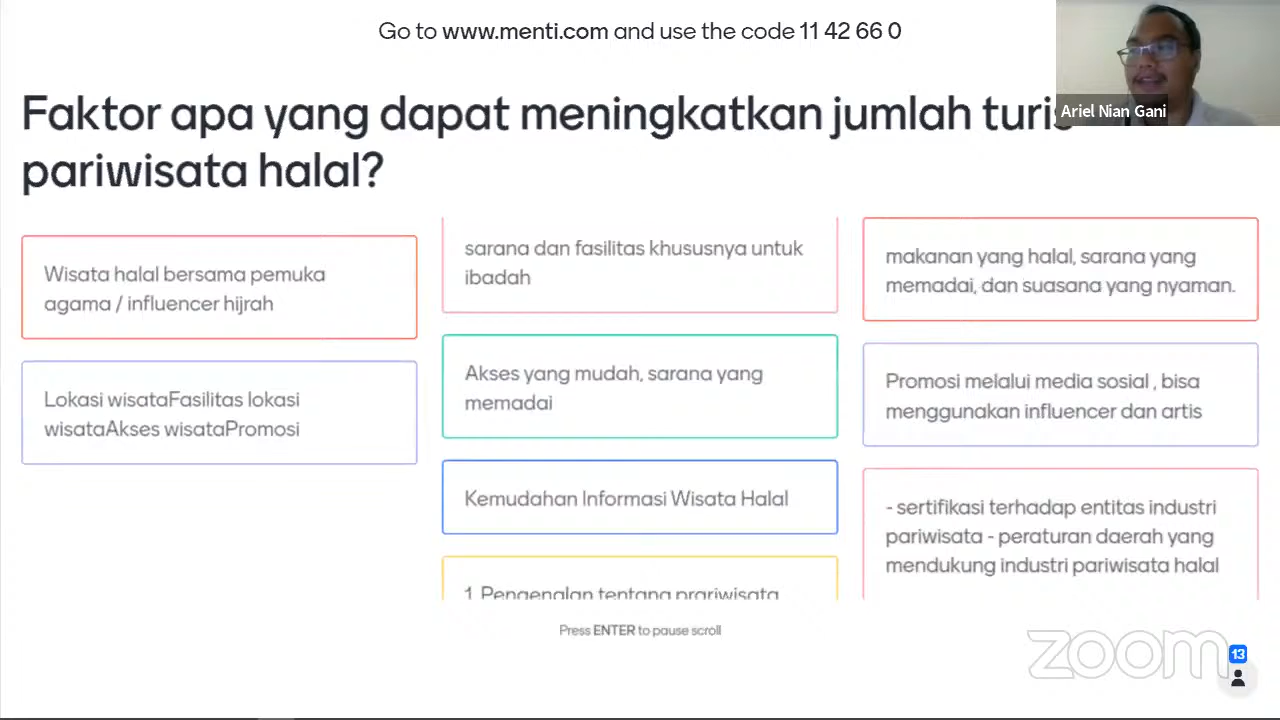 Go to www.menti.com and use the code 11 42 66 0
Ariel Nian Gani
Faktor apa yang dapat meningkatkan jumlah turis
pariwisata halal?
Wisata halal bersama pemuka
agama / influencer hijrah
Lokasi wisataFasilitas lokasi
wisataAkses wisataPromosi
sarana dan fasilitas khususnya untuk
ibadah
Akses yang mudah, sarana yang
memadai
Kemudahan Informasi Wisata Halal
1. Pengenalan tentang prariwisata
makanan yang halal, sarana yang
memadai, dan suasana yang nyaman.
Promosi melalui media sosial , bisa
menggunakan influencer dan artis
- sertifikasi terhadap entitas industri
pariwisata - peraturan daerah yang
mendukung industri pariwisata halal
Press ENTER to pause scroll
zoom
13